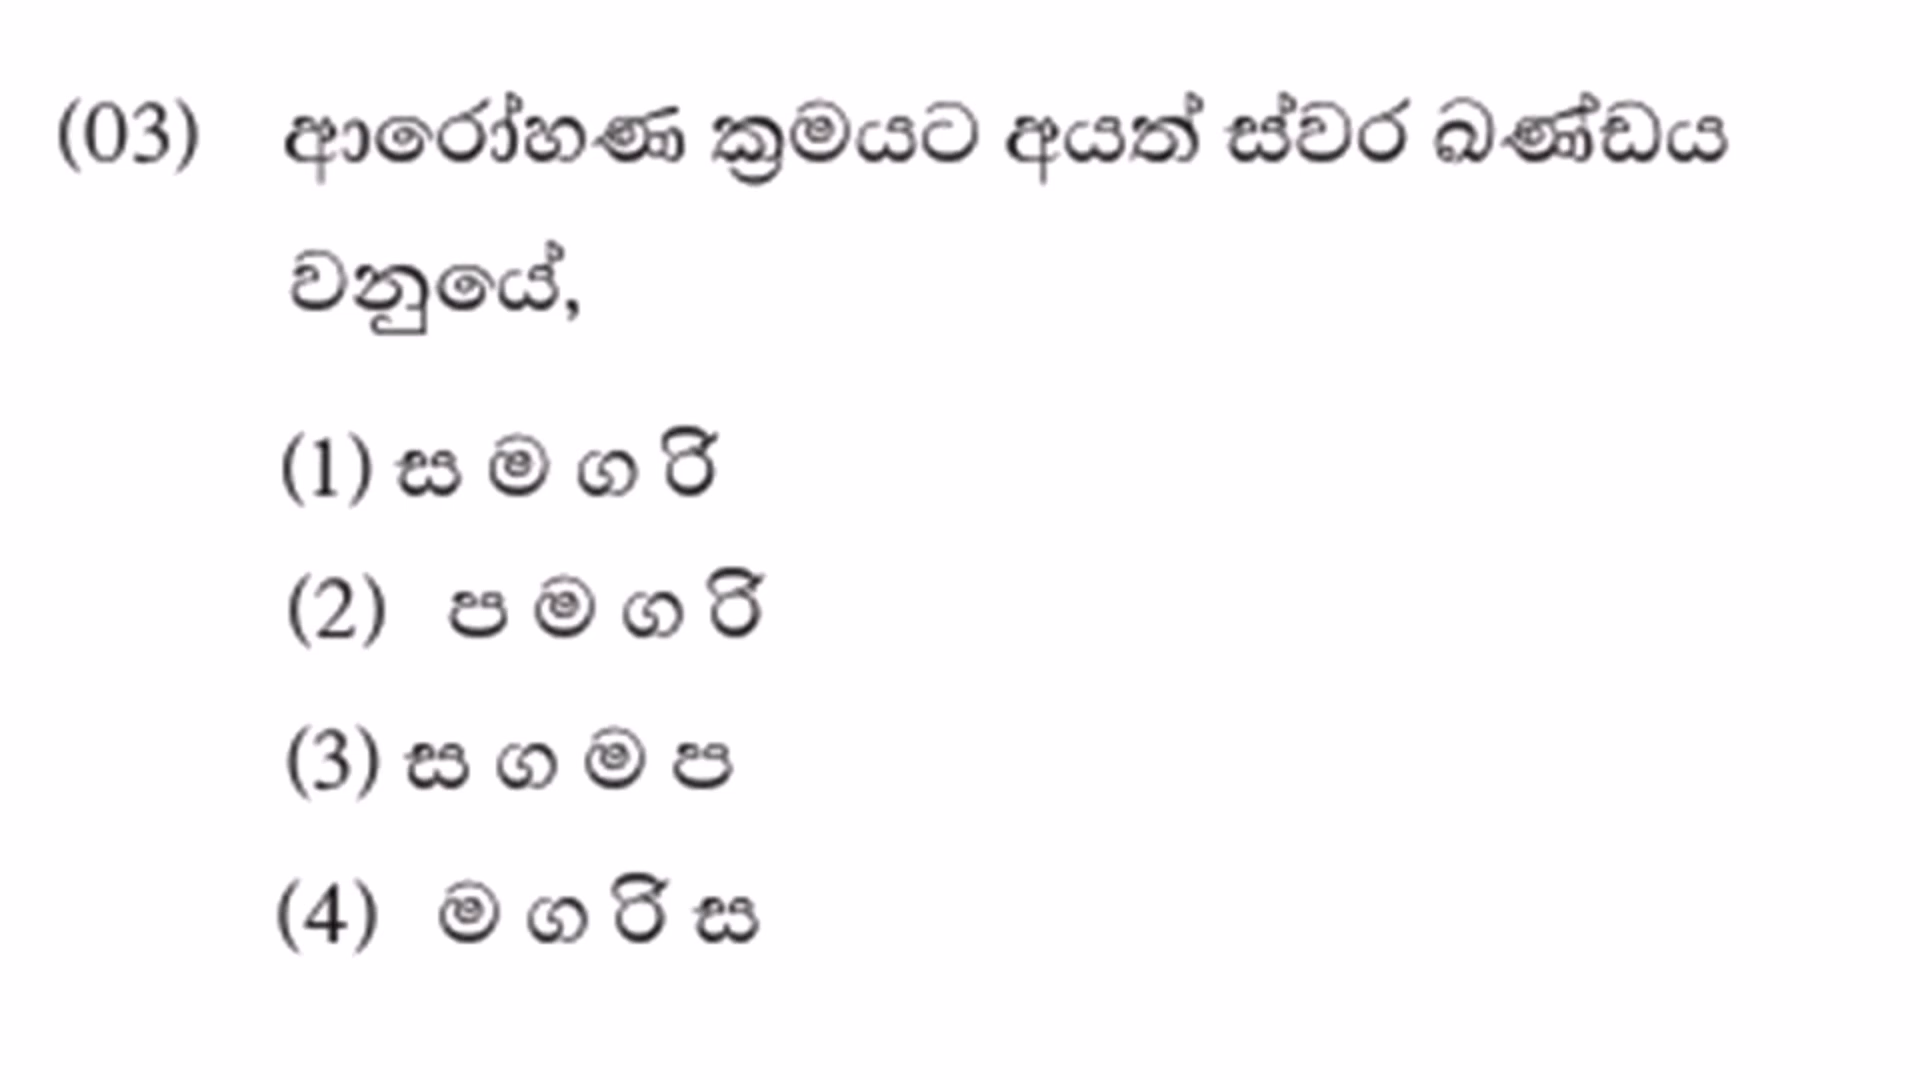 (03) ආරෝහණ ක්‍රමයට අයත් ස්වර ඛණ්ඩය
වනුයේ,
(1) ස ම ග රි
(2) ප ම ග රි
(3) ස ග ම ප
(4) ම ග රි ස